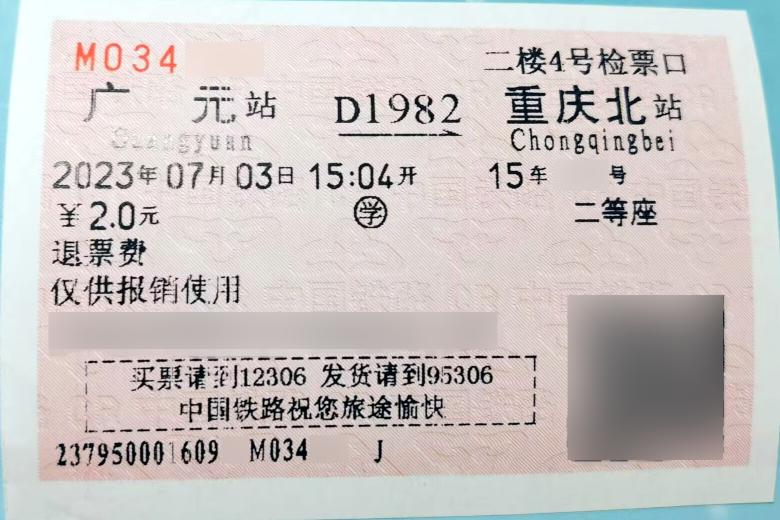 M034
二楼4号检票口
广元站 D1982 重庆北站
Guangyuan Chongqingbei
2023年07月03日 15:04开 15车 号
￥2.0元 学 二等座
退票费
仅供报销使用
买票请到12306 发货请到95306
中国铁路祝您旅途愉快
237950001609 M034 J